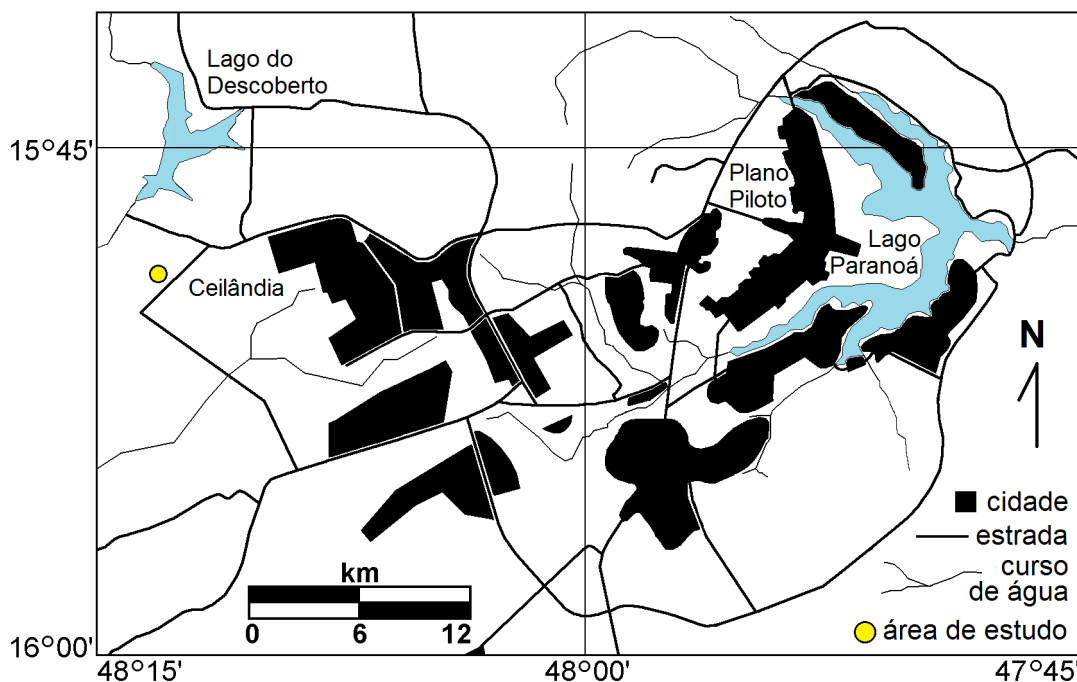 Lago do
Descoberto
15°45'
Plano
Piloto
Lago
Paranoá
Ceilândia
N
cidade
estrada
curso
de água
área de estudo
km
0 6 12
16°00'
48°15' 48°00' 47°45'